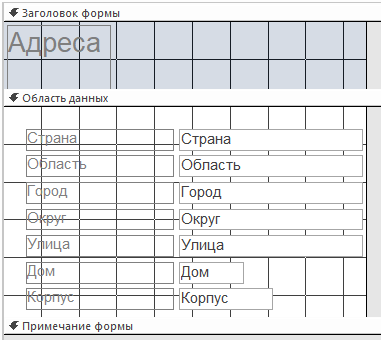 Заголовок формы
Адреса
Область данных
Страна Страна
Область Область
Город Город
Округ Округ
Улица Улица
Дом Дом
Корпус Корпус
Примечание формы